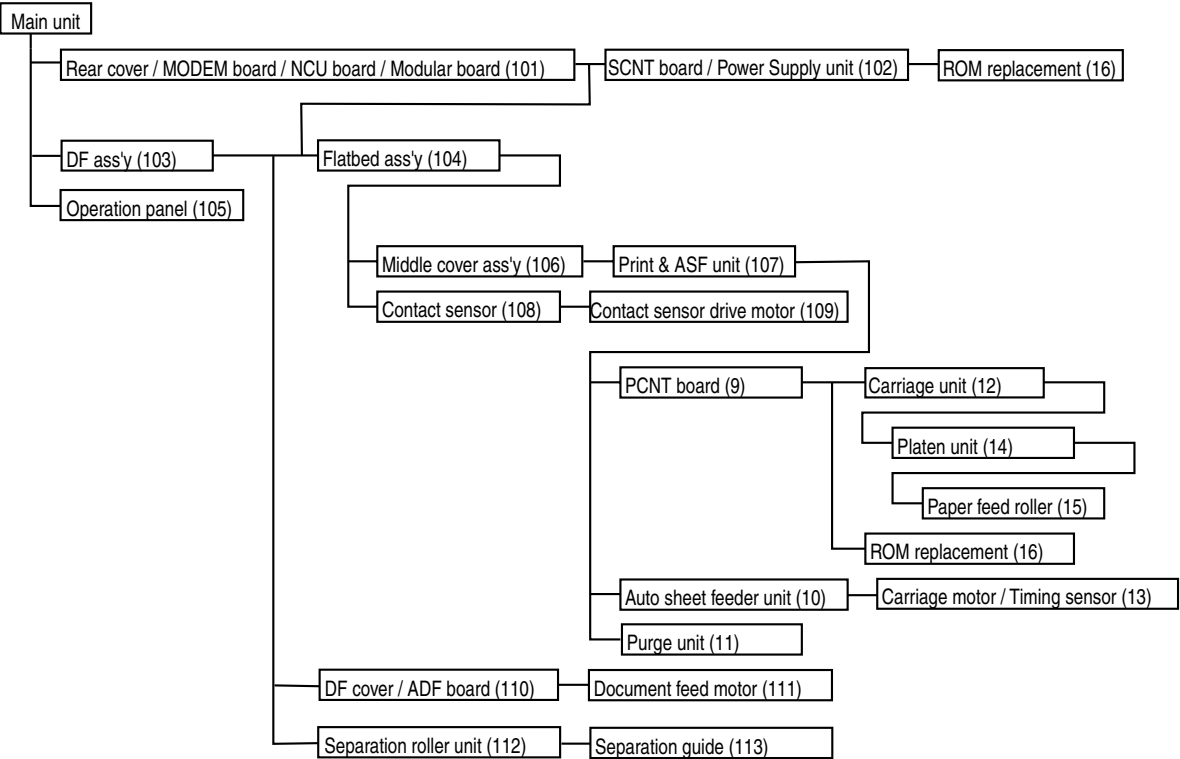 Main unit
Rear cover / MODEM board / NCU board / Modular board (101)
SCNT board / Power Supply unit (102)
ROM replacement (16)
DF ass'y (103)
Flatbed ass'y (104)
Operation panel (105)
Middle cover ass'y (106)
Print & ASF unit (107)
Contact sensor (108)
Contact sensor drive motor (109)
PCNT board (9)
Carriage unit (12)
Platen unit (14)
Paper feed roller (15)
ROM replacement (16)
Auto sheet feeder unit (10)
Carriage motor / Timing sensor (13)
Purge unit (11)
DF cover / ADF board (110)
Document feed motor (111)
Separation roller unit (112)
Separation guide (113)